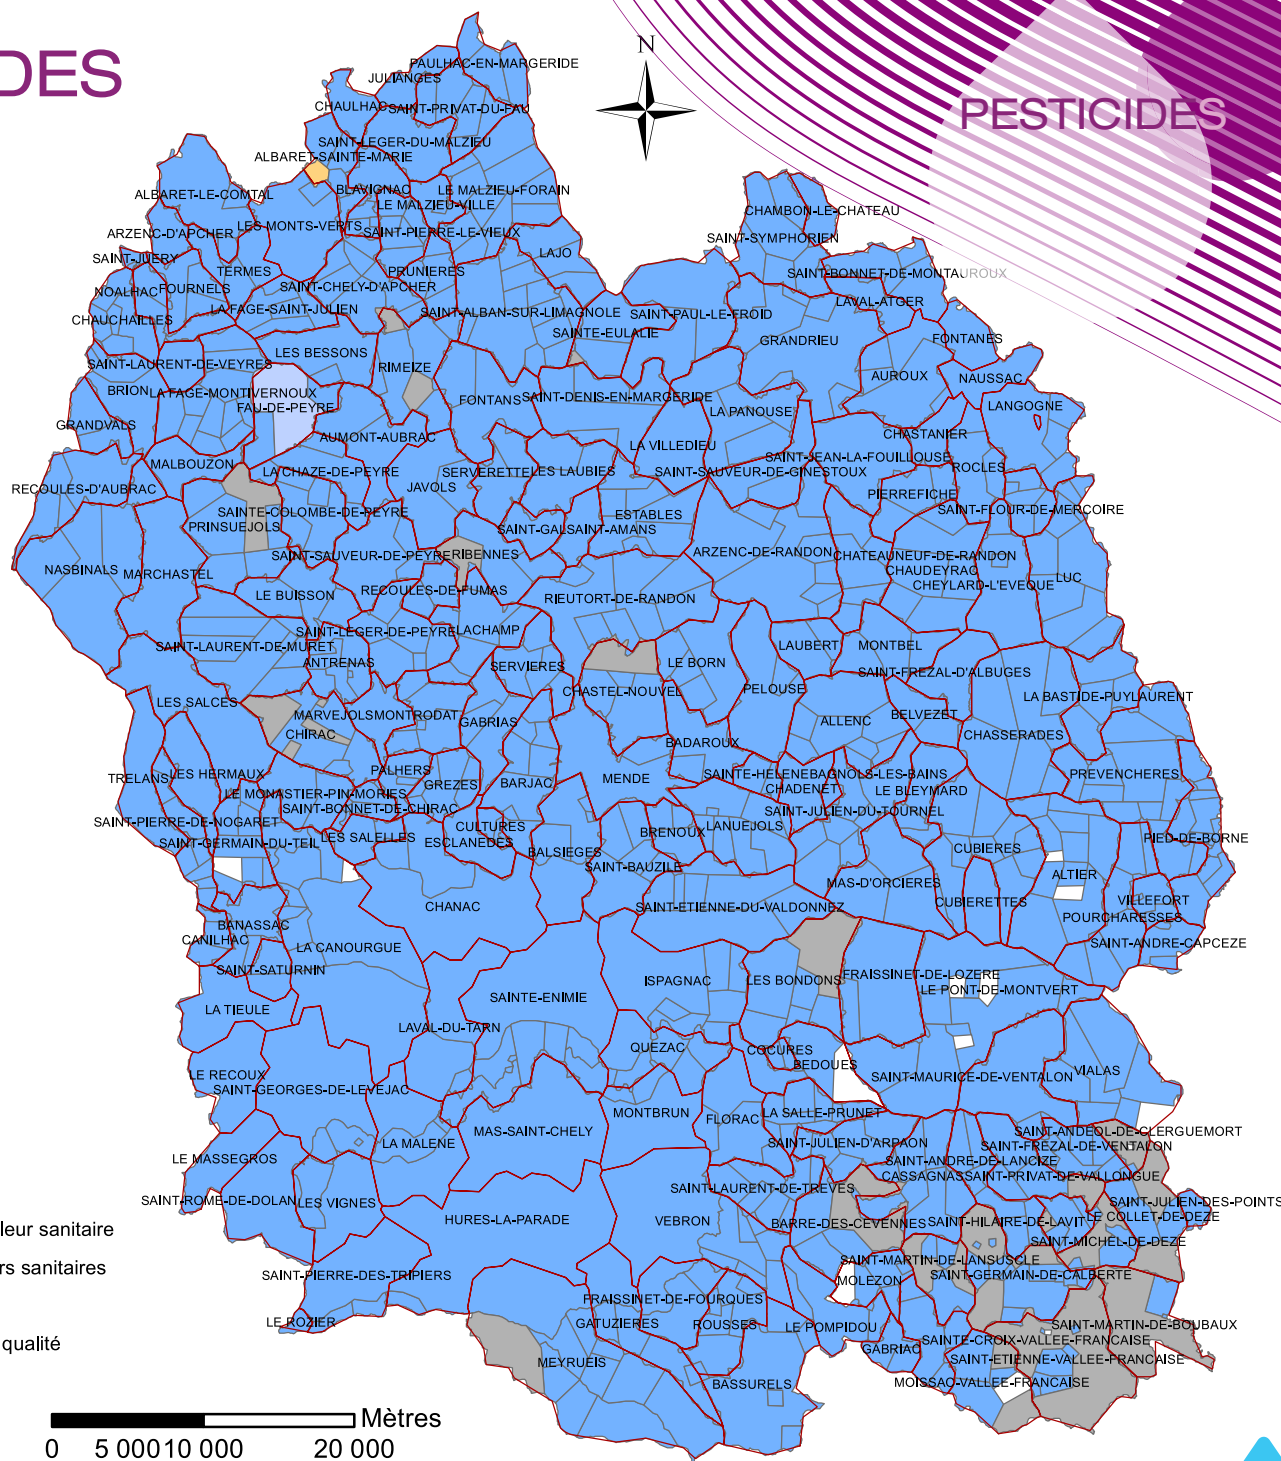 DES
N
PESTICIDES
PAULHAC-EN-MARGERIDE
JULIANGES
CHAULHAC
SAINT-PRIVAT-DU-FAU
SAINT-LEGER-DU-MALZIEU
ALBARET-SAINTE-MARIE
BLAVIGNAC
LE MALZIEU-FORAIN
ALBARET-LE-COMTAL
LE MALZIEU-VILLE
CHAMBON-LE-CHATEAU
LES MONTS-VERTS
SAINT-PIERRE-LE-VIEUX
ARZENC-D'APCHER
SAINT-SYMPHORIEN
LAJO
SAINT-JUERY
TERMES
PRUNIERES
SAINT-BONNET-DE-MONTAUROUX
NOALHAC
FOURNELS
SAINT-CHELY-D'APCHER
LAVAL-ATGER
LA FAGE-SAINT-JULIEN
SAINT-ALBAN-SUR-LIMAGNOLE
SAINT-PAUL-LE-FROID
CHAUCHAILLES
SAINTE-EULALIE
GRANDRIEU
FONTANES
LES BESSONS
SAINT-LAURENT-DE-VEYRES
RIMEIZE
AUROUX
NAUSSAC
BRION
LA FAGE-MONTIVERNOUX
FAU-DE-PEYRE
FONTANS
SAINT-DENIS-EN-MARGERIDE
LA PANOUSE
LANGOGNE
GRANDVALS
AUMONT-AUBRAC
LA VILLEDIEU
CHASTANIER
MALBOUZON
LA CHAZE-DE-PEYRE
SERVERETTE
LES LAUBIES
SAINT-SAUVEUR-DE-GINESTOUX
SAINT-JEAN-LA-FOUILLOUSE
ROCLES
RECOULES-D'AUBRAC
JAVOLS
PIERREFICHE
SAINTE-COLOMBE-DE-PEYRE
PRINSUEJOLS
SAINT-GAL
SAINT-AMANS
ESTABLES
SAINT-FLOUR-DE-MERCOIRE
SAINT-SAUVEUR-DE-PEYRE
RIBENNES
ARZENC-DE-RANDON
CHATEAUNEUF-DE-RANDON
NASBINALS
MARCHASTEL
CHAUDEYRAC
CHEYLARD-L'EVEQUE
LUC
LE BUISSON
RECOULES-DE-FUMAS
RIEUTORT-DE-RANDON
SAINT-LEGER-DE-PEYRE
LACHAMP
SAINT-LAURENT-DE-MURET
ANTRENAS
SERVIERES
LE BORN
LAUBERT
MONTBEL
SAINT-FREZAL-D'ALBUGES
LES SALCES
CHASTEL-NOUVEL
PELOUSE
LA BASTIDE-PUYLAURENT
MARVEJOLS
MONTRODAT
GABRIAS
ALLENC
BELVEZET
CHIRAC
BADAROUX
CHASSERADES
TRELANS
LES HERMAUX
PALHERS
GREZES
BARJAC
MENDE
SAINTE-HELENE
BAGNOLS-LES-BAINS
PREVENCHERES
LE MONASTIER-PIN-MORIES
CHADENET
LE BLEYMARD
SAINT-BONNET-DE-CHIRAC
SAINT-JULIEN-DU-TOURNEL
SAINT-PIERRE-DE-NOGARET
CULTURES
BRENOUX
LANUEJOLS
SAINT-GERMAIN-DU-TEIL
LES SALELLES
ESCLANEDES
PIED-DE-BORNE
BALSIEGES
CUBIERES
SAINT-BAUZILE
ALTIER
MAS-D'ORCIERES
CHANAC
SAINT-ETIENNE-DU-VALDONNEZ
CUBIERETTES
VILLEFORT
POURCHARESSES
BANASSAC
CANILHAC
LA CANOURGUE
SAINT-ANDRE-CAPCEZE
SAINT-SATURNIN
ISPAGNAC
LES BONDONS
FRAISSINET-DE-LOZERE
LE PONT-DE-MONTVERT
SAINTE-ENIMIE
LA TIEULE
LAVAL-DU-TARN
QUEZAC
COCURES
BEDOUES
LE RECOUX
SAINT-MAURICE-DE-VENTALON
VIALAS
SAINT-GEORGES-DE-LEVEJAC
MONTBRUN
FLORAC
LA SALLE-PRUNET
MAS-SAINT-CHELY
SAINT-ANDEOL-DE-CLERGUEMORT
LA MALENE
SAINT-JULIEN-D'ARPAON
SAINT-FREZAL-DE-VENTALON
LE MASSEGROS
SAINT-ANDRE-DE-LANCIZE
CASSAGNAS
SAINT-PRIVAT-DE-VALLONGUE
SAINT-LAURENT-DE-TREVES
SAINT-ROME-DE-DOLAN
LES VIGNES
SAINT-JULIEN-DES-POINTS
HURES-LA-PARADE
VEBRON
BARRE-DES-CEVENNES
SAINT-HILAIRE-DE-LAVIT
LE COLLET-DE-DEZE
leur sanitaire
SAINT-MICHEL-DE-DEZE
SAINT-MARTIN-DE-LANSUSCLE
rs sanitaires
SAINT-PIERRE-DES-TRIPIERS
MOLEZON
SAINT-GERMAIN-DE-CALBERTE
FRAISSINET-DE-FOURQUES
LE ROZIER
GATUZIERES
ROUSSES
LE POMPIDOU
SAINT-MARTIN-DE-BOUBAUX
qualité
GABRIAC
SAINTE-CROIX-VALLEE-FRANCAISE
MEYRUEIS
SAINT-ETIENNE-VALLEE-FRANCAISE
BASSURELS
MOISSAC-VALLEE-FRANCAISE
Mètres
0 5 000 10 000 20 000